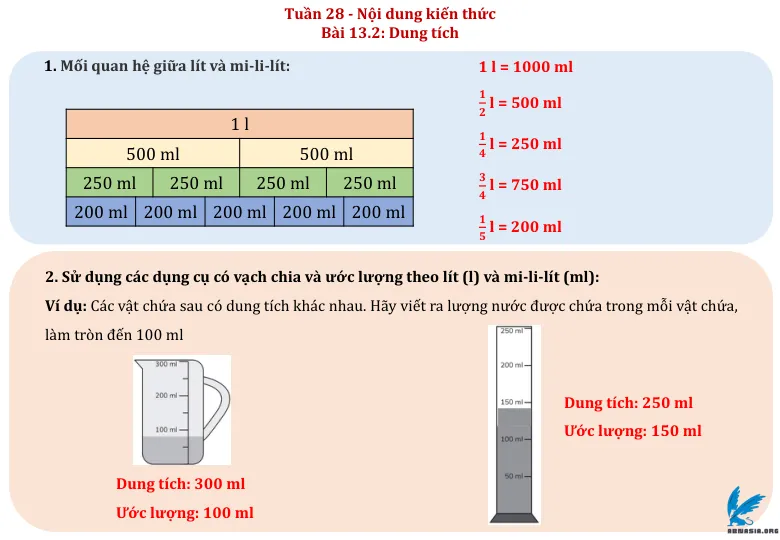 Tuần 28 - Nội dung kiến thức
Bài 13.2: Dung tích
1. Mối quan hệ giữa lít và mi-li-lít:
1 l
500 ml 500 ml
250 ml 250 ml 250 ml 250 ml
200 ml 200 ml 200 ml 200 ml 200 ml
1 l = 1000 ml
1/2 l = 500 ml
1/4 l = 250 ml
3/4 l = 750 ml
1/5 l = 200 ml
2. Sử dụng các dụng cụ có vạch chia và ước lượng theo lít (l) và mi-li-lít (ml):
Ví dụ: Các vật chứa sau có dung tích khác nhau. Hãy viết ra lượng nước được chứa trong mỗi vật chứa,
làm tròn đến 100 ml
300 ml
200 ml
100 ml
Dung tích: 300 ml
Ước lượng: 100 ml
250 ml
200 ml
150 ml
100 ml
50 ml
Dung tích: 250 ml
Ước lượng: 150 ml
ABNASIA.ORG